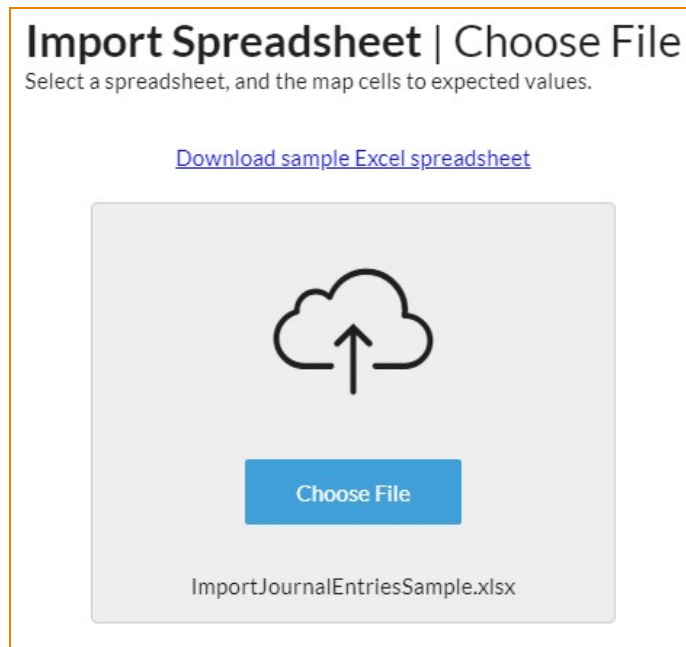 Import Spreadsheet | Choose File
Select a spreadsheet, and the map cells to expected values.
Download sample Excel spreadsheet
Choose File
ImportJournalEntriesSample.xlsx